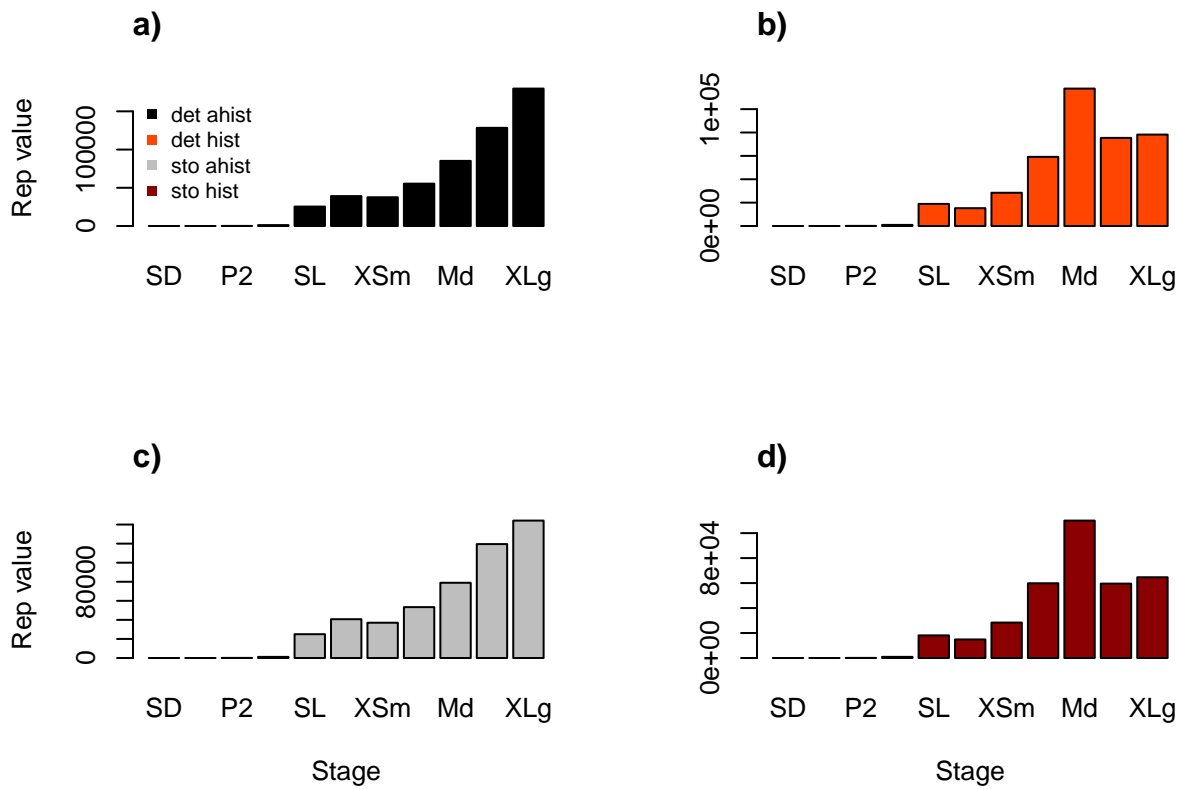 a)
Rep value
0
100000
det ahist
det hist
sto ahist
sto hist
SD P2 SL XSm Md XLg
b)
0e+00
1e+05
SD P2 SL XSm Md XLg
c)
Rep value
0
80000
SD P2 SL XSm Md XLg
Stage
d)
0e+00
8e+04
SD P2 SL XSm Md XLg
Stage